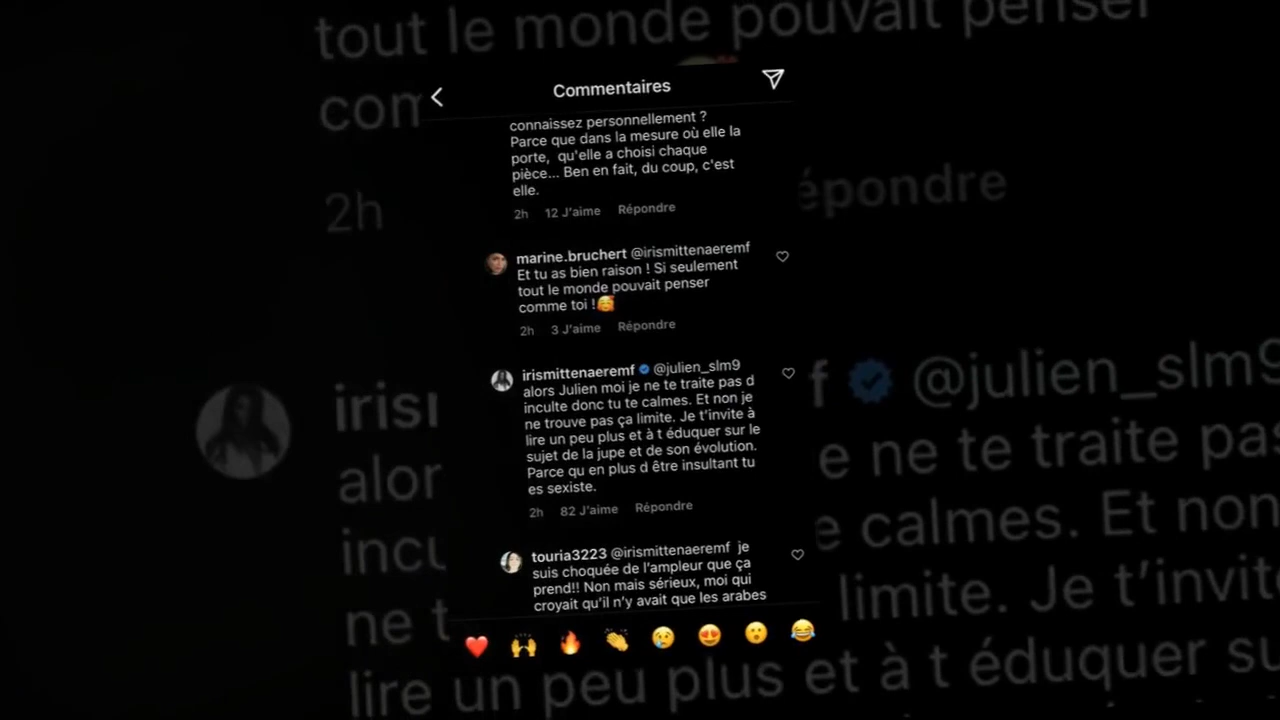 tout le monde pouvait penser
com
2h
épondre
Commentaires
connaissez personnellement ?
Parce que dans la mesure où elle la
porte, qu'elle a choisi chaque
pièce... Ben en fait, du coup, c'est
elle.
2h 12 J'aime Répondre
marine.bruchert @irismittenaeremf
Et tu as bien raison ! Si seulement
tout le monde pouvait penser
comme toi !🥰
2h 3 J'aime Répondre
irismittenaeremf @julien_slm9
alors Julien moi je ne te traite pas d
inculte donc tu te calmes. Et non je
ne trouve pas ça limite. Je t'invite à
lire un peu plus et à t éduquer sur le
sujet de la jupe et de son évolution.
Parce qu en plus d être insultant tu
es sexiste.
2h 82 J'aime Répondre
touria3223 @irismittenaeremf je
suis choquée de l'ampleur que ça
prend!! Non mais sérieux, moi qui
croyait qu'il n'y avait que les arabes
❤️ 🙌 🔥 👏 😢 😍 😮 😂
irisı f @julien_slm9
alor e ne te traite pas
incu e calmes. Et non
ne t limite. Je t'invite
lire un peu plus et à t éduquer su